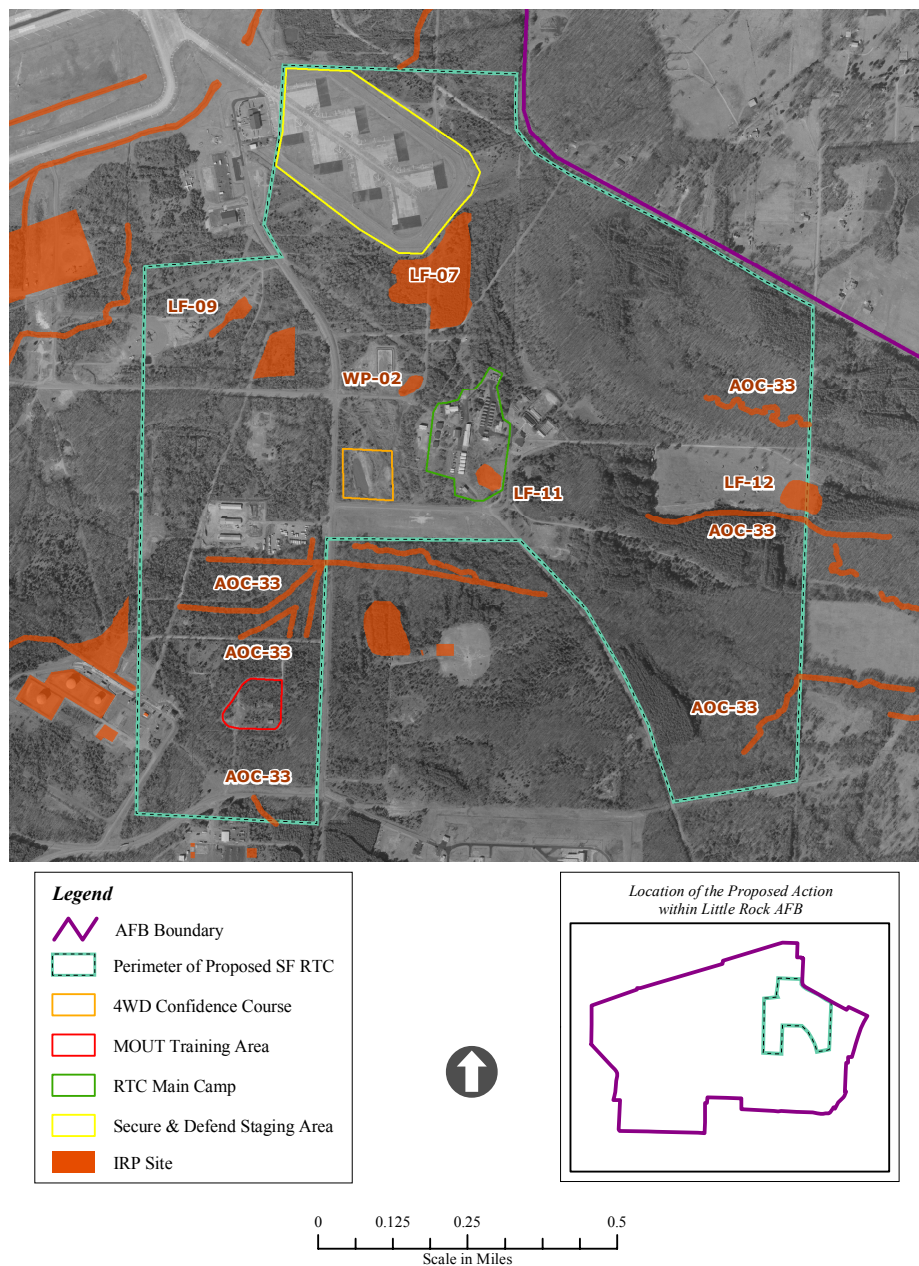 LF-07
LF-09
WP-02
AOC-33
LF-12
LF-11
AOC-33
AOC-33
AOC-33
AOC-33
AOC-33
Legend
AFB Boundary
Perimeter of Proposed SF RTC
4WD Confidence Course
MOUT Training Area
RTC Main Camp
Secure & Defend Staging Area
IRP Site
Location of the Proposed Action
within Little Rock AFB
0 0.125 0.25 0.5
Scale in Miles